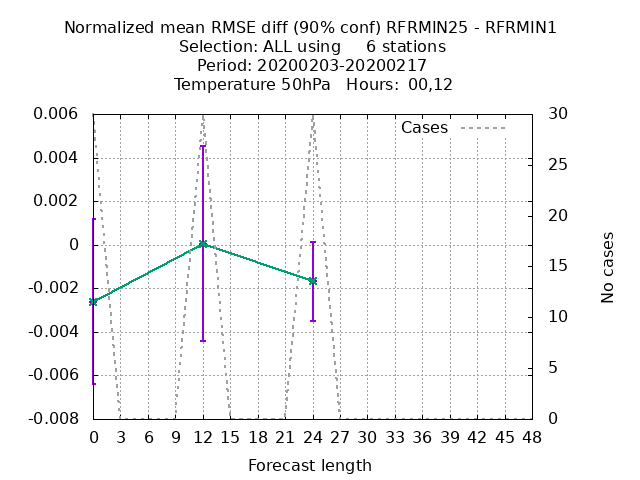 Normalized mean RMSE diff (90% conf) RFRMIN25 - RFRMIN1
Selection: ALL using     6 stations
Period: 20200203-20200217
Temperature 50hPa   Hours:  00,12
Cases
0.006
0.004
0.002
0
-0.002
-0.004
-0.006
-0.008
30
25
20
15
10
5
0
No cases
0 3 6 9 12 15 18 21 24 27 30 33 36 39 42 45 48
Forecast length